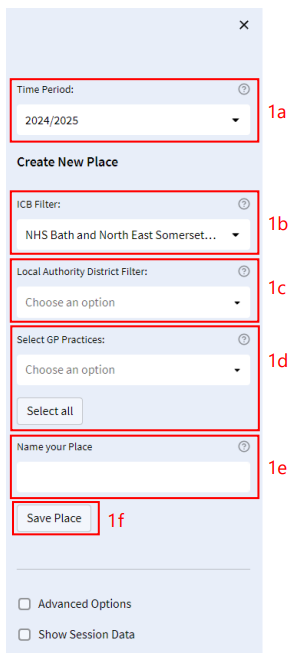 ×
Time Period:
2024/2025
1a
Create New Place
ICB Filter:
NHS Bath and North East Somerset...
1b
Local Authority District Filter:
Choose an option
1c
Select GP Practices:
Choose an option
1d
Select all
Name your Place
1e
Save Place
1f
Advanced Options
Show Session Data